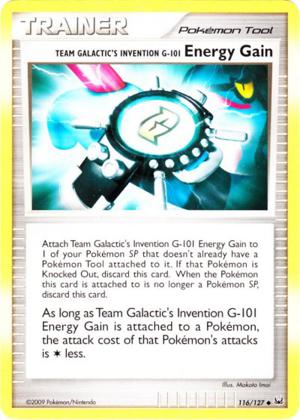 TRAINER
Pokémon Tool
TEAM GALACTIC'S INVENTION G-101 Energy Gain
Attach Team Galactic's Invention G-101 Energy Gain to
1 of your Pokémon SP that doesn't already have a
Pokémon Tool attached to it. If that Pokémon is
Knocked Out, discard this card. When the Pokémon
this card is attached to is no longer a Pokémon SP,
discard this card.
As long as Team Galactic's Invention G-101
Energy Gain is attached to a Pokémon,
the attack cost of that Pokémon's attacks
is less.
Illus. Makoto Imai
©2009 Pokémon/Nintendo
116/127